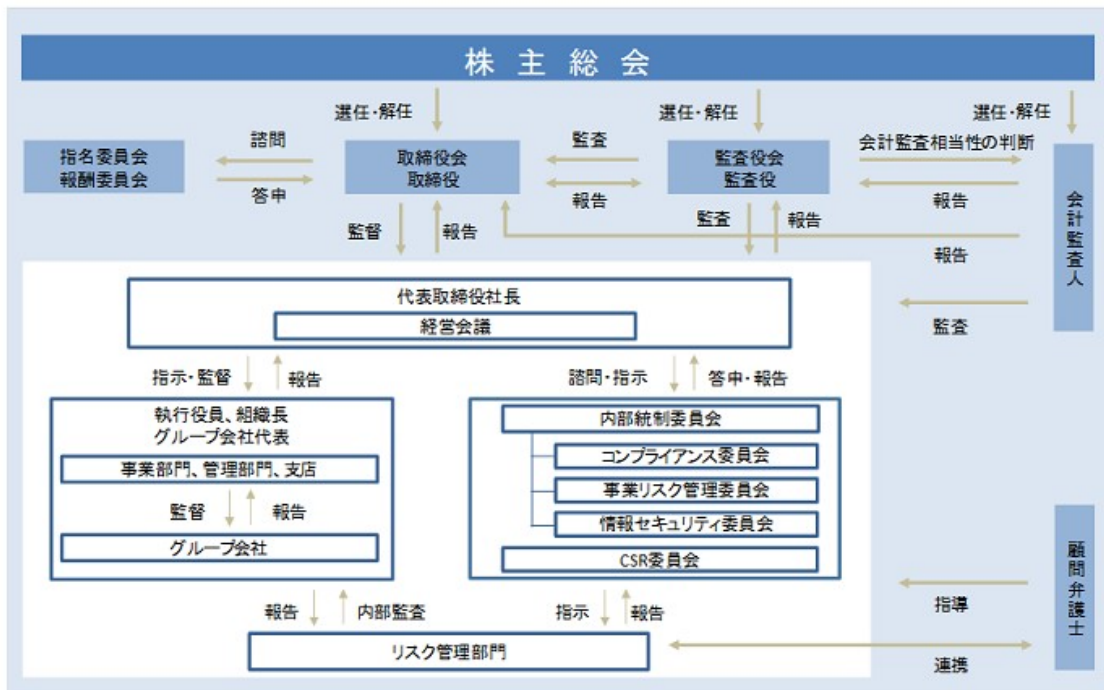 株主総会
選任・解任
選任・解任
選任・解任
指名委員会
報酬委員会
諮問
答申
取締役会
取締役
監査
報告
監査役会
監査役
会計監査相当性の判断
報告
会計監査人
監督
報告
監査
報告
報告
監査
代表取締役社長
経営会議
指示・監督
報告
諮問・指示
答申・報告
執行役員、組織長
グループ会社代表
事業部門、管理部門、支店
監督
報告
グループ会社
内部統制委員会
コンプライアンス委員会
事業リスク管理委員会
情報セキュリティ委員会
CSR委員会
報告
内部監査
指示
報告
リスク管理部門
指導
連携
顧問弁護士